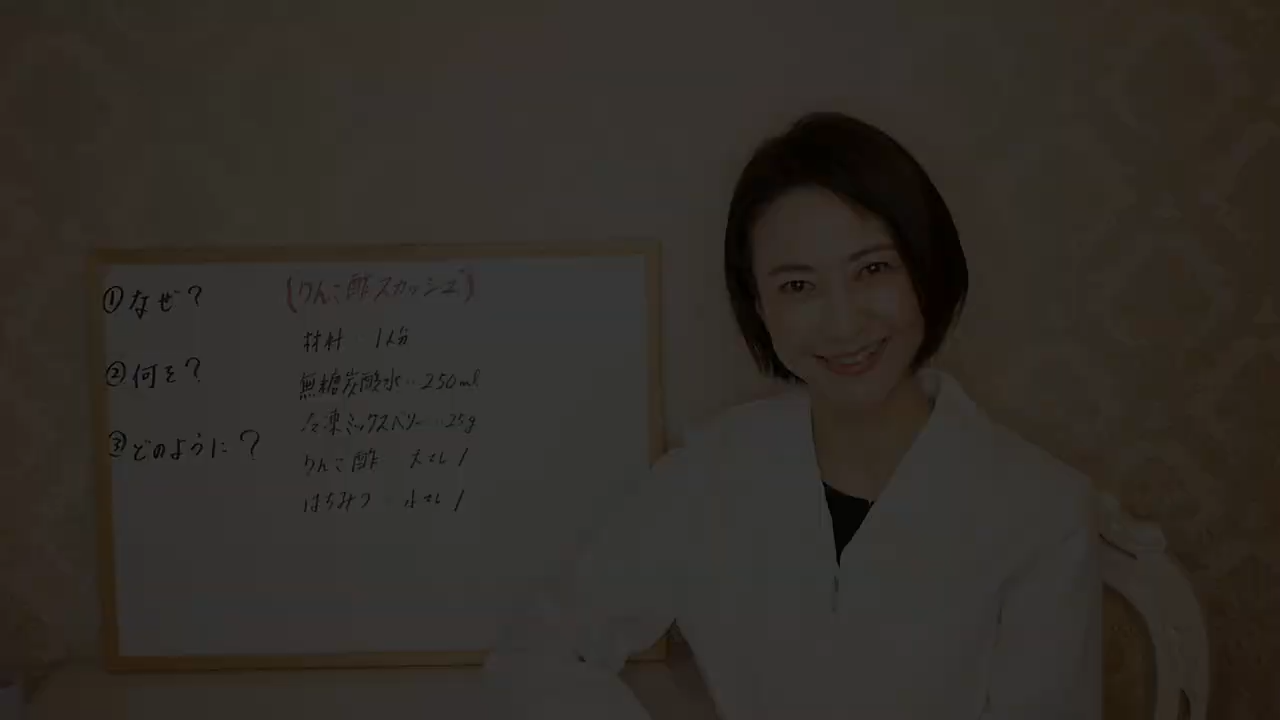 ①なぜ?
②何を?
③どのように?
(りんご酢スカッシュ)
材料‥1人分
無糖炭酸水‥250ml
冷凍ミックスベリー‥25g
りんご酢 大さじ1
はちみつ‥小さじ1